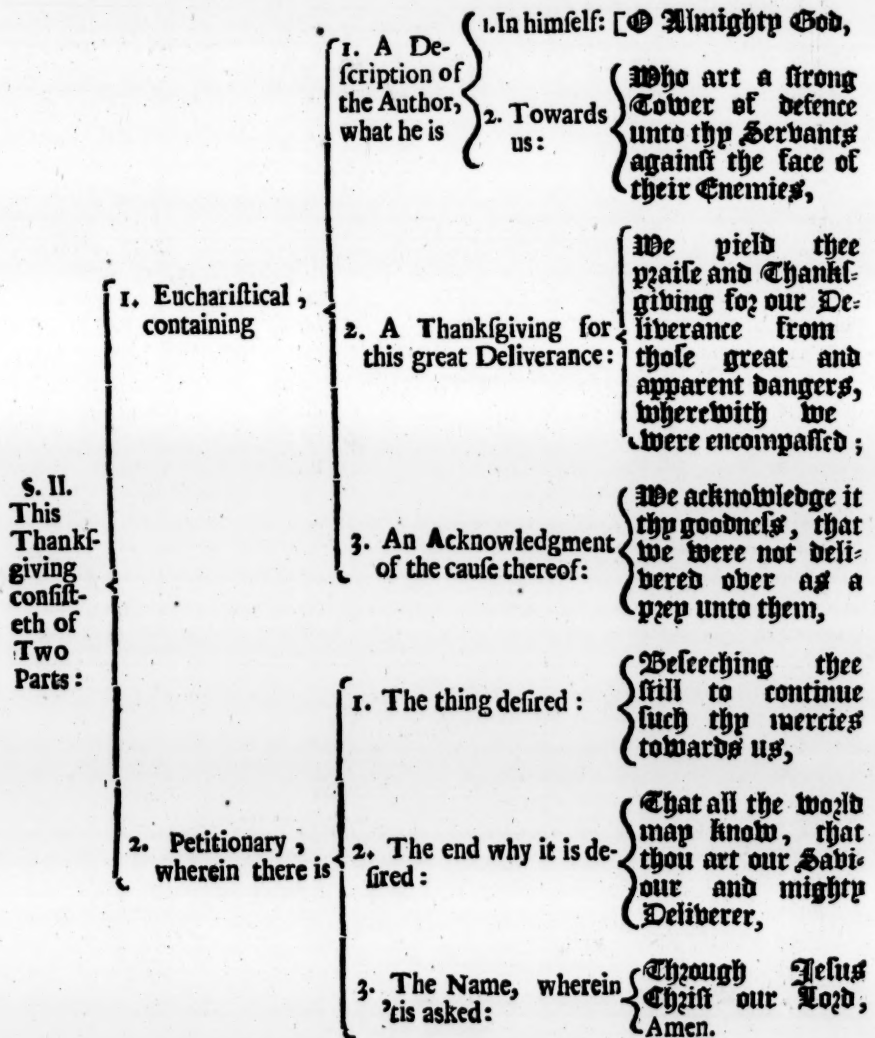 §. II.
This
Thankſ-
giving
conſiſt-
eth of
Two
Parts:
1. Euchariſtical,
containing
1. A De-
ſcription of
the Author,
what he is
1. In himſelf: [O Almighty God,
2. Towards
us:
Who art a ſtrong
Tower of defence
unto thy Servants
againſt the face of
their Enemies,
2. A Thankſgiving for
this great Deliverance:
We yield thee
praiſe and Thankſ-
giving for our De-
liverance from
thoſe great and
apparent dangers,
wherewith we
were encompaſſed;
3. An Acknowledgment
of the cauſe thereof:
We acknowledge it
thy goodneſs, that
we were not deli-
vered over as a
prey unto them,
2. Petitionary,
wherein there is
1. The thing deſired:
Beſeeching thee
ſtill to continue
ſuch thy mercies
towards us,
2. The end why it is de-
ſired:
That all the world
may know, that
thou art our Savi-
our and mighty
Deliverer,
3. The Name, wherein
'tis asked:
Through Jeſus
Chriſt our Lord,
Amen.